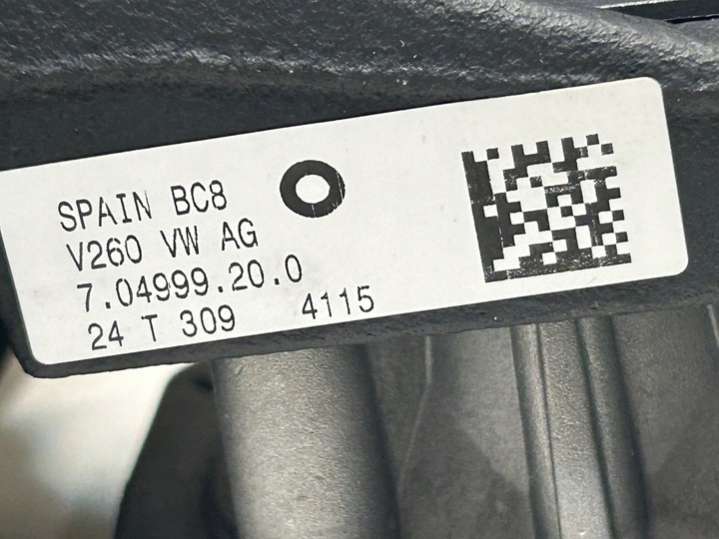 SPAIN BC8
V260 VW AG
7.04999.20.0
24 T 309 4115